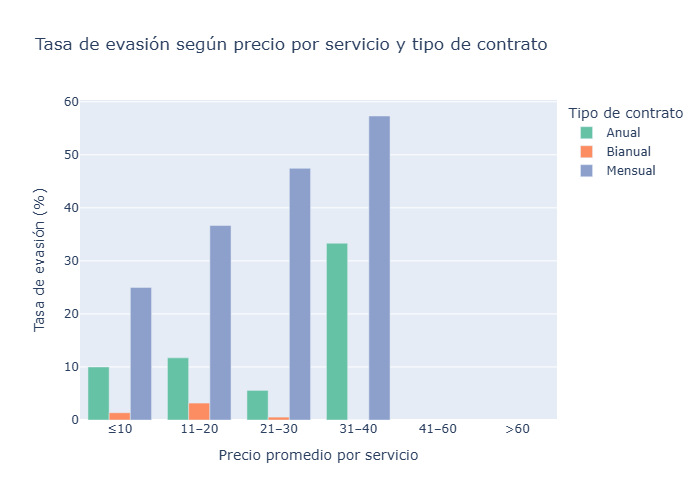 Tasa de evasión según precio por servicio y tipo de contrato
Tipo de contrato
Anual
Bianual
Mensual
Tasa de evasión (%)
60
50
40
30
20
10
0
≤10 11–20 21–30 31–40 41–60 >60
Precio promedio por servicio